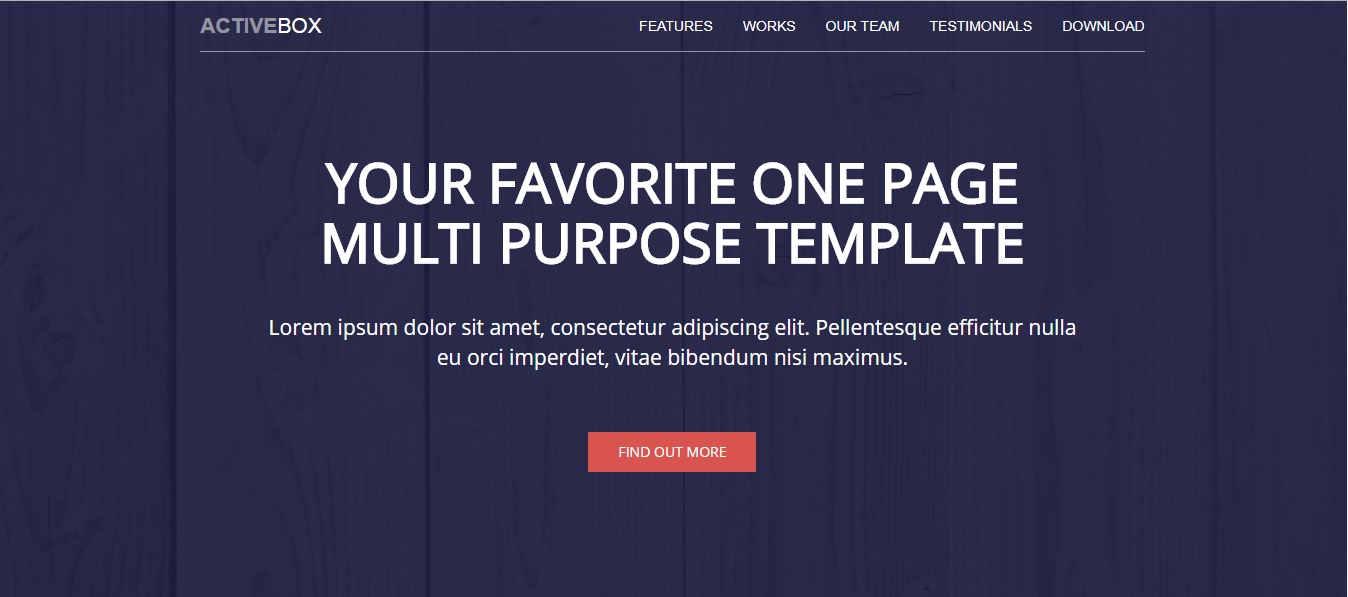 ACTIVEBOX
FEATURES WORKS OUR TEAM TESTIMONIALS DOWNLOAD
YOUR FAVORITE ONE PAGE
MULTI PURPOSE TEMPLATE
Lorem ipsum dolor sit amet, consectetur adipiscing elit. Pellentesque efficitur nulla
eu orci imperdiet, vitae bibendum nisi maximus.
FIND OUT MORE